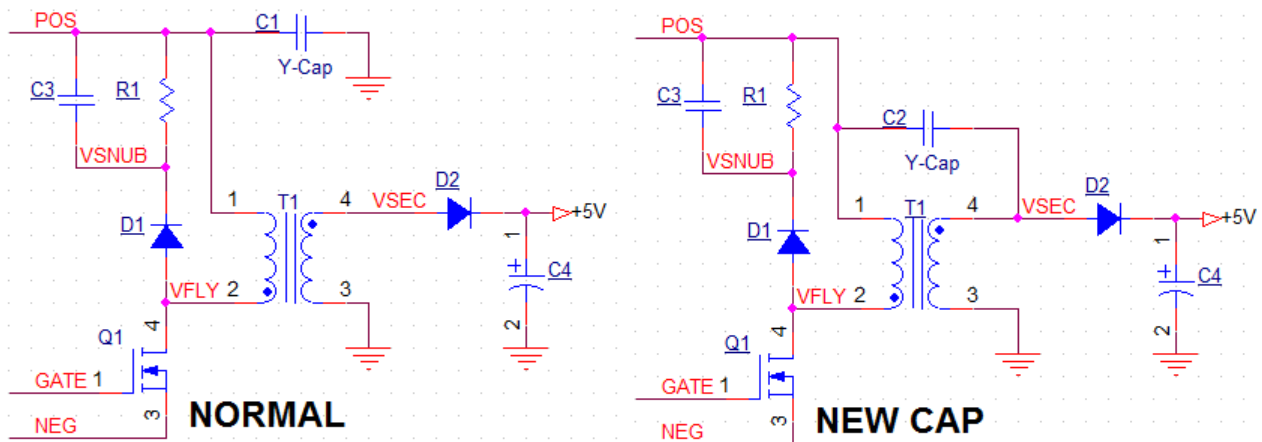 POS
C1
Y-Cap
C3
R1
VSNUB
D1
1
T1
4
VSEC
D2
+5V
1
+
C4
2
VFLY
2
3
4
Q1
GATE
1
3
NEG
NORMAL
POS
C3
R1
C2
Y-Cap
VSNUB
D1
1
T1
4
VSEC
D2
+5V
1
+
C4
2
VFLY
2
3
4
Q1
GATE
1
3
NEG
NEW CAP